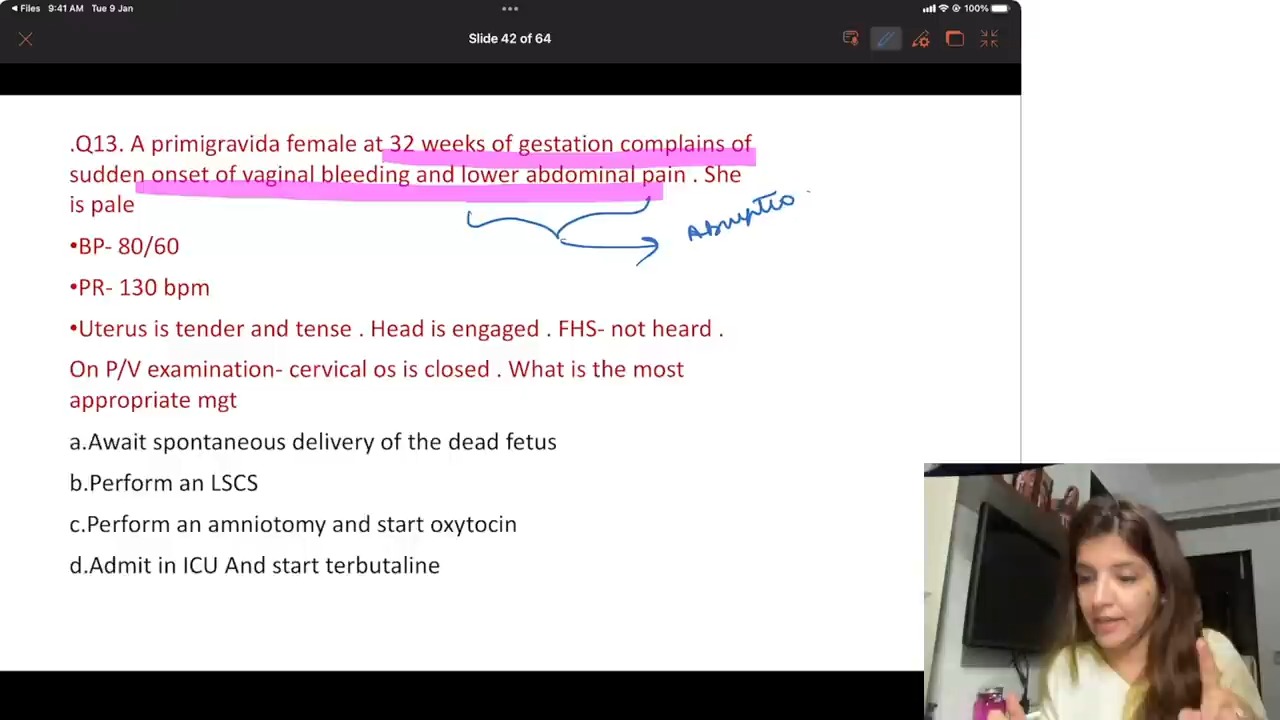 Files 9:41 AM Tue 9 Jan 100%
Slide 42 of 64
.Q13. A primigravida female at 32 weeks of gestation complains of
sudden onset of vaginal bleeding and lower abdominal pain . She
is pale
Abruptio
•BP- 80/60
•PR- 130 bpm
•Uterus is tender and tense . Head is engaged . FHS- not heard .
On P/V examination- cervical os is closed . What is the most
appropriate mgt
a.Await spontaneous delivery of the dead fetus
b.Perform an LSCS
c.Perform an amniotomy and start oxytocin
d.Admit in ICU And start terbutaline